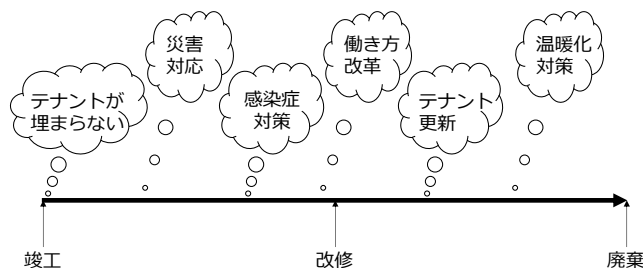 テナントが
埋まらない
災害
対応
感染症
対策
働き方
改革
テナント
更新
温暖化
対策
竣工
改修
廃棄